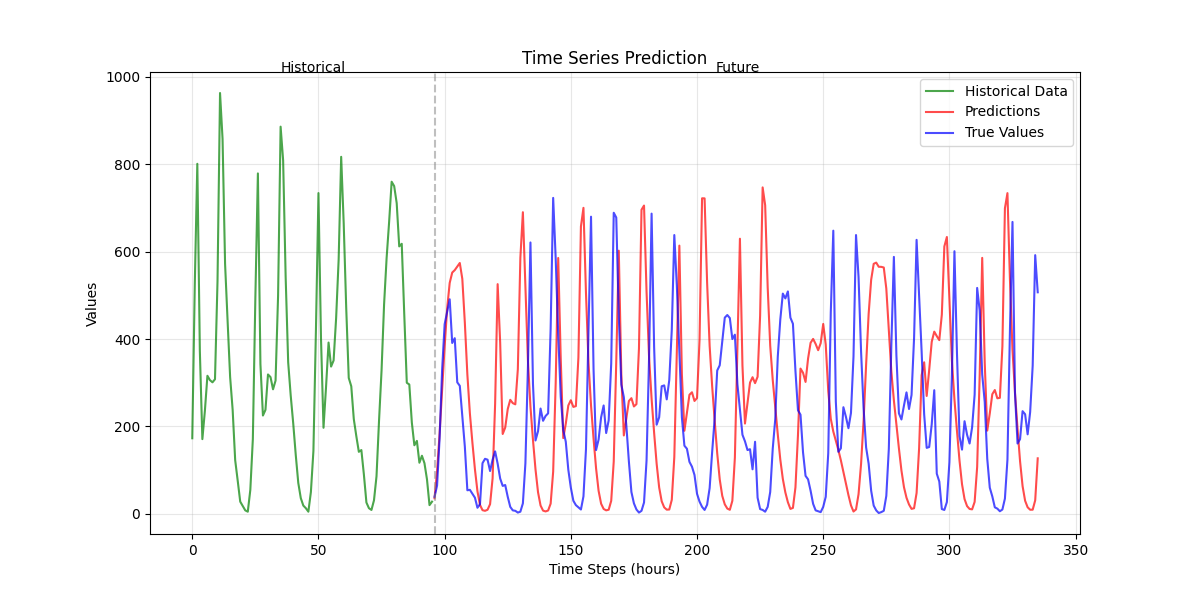 Time Series Prediction
Historical
Future
Historical Data
Predictions
True Values
Values
1000
800
600
400
200
0
0 50 100 150 200 250 300 350
Time Steps (hours)